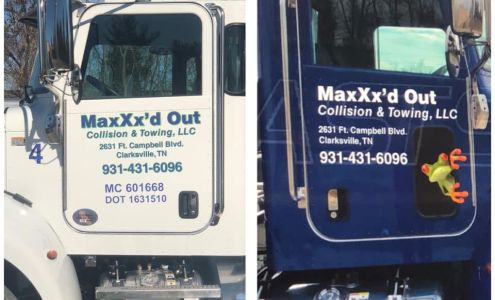 MaxXx'd Out
Collision & Towing, LLC
2631 Ft. Campbell Blvd.
Clarksville, TN
931-431-6096
MC 601668
DOT 1631510
4
MaxXx'd Out
Collision & Towing, LLC
2631 Ft. Campbell Blvd.
Clarksville, TN
931-431-6096